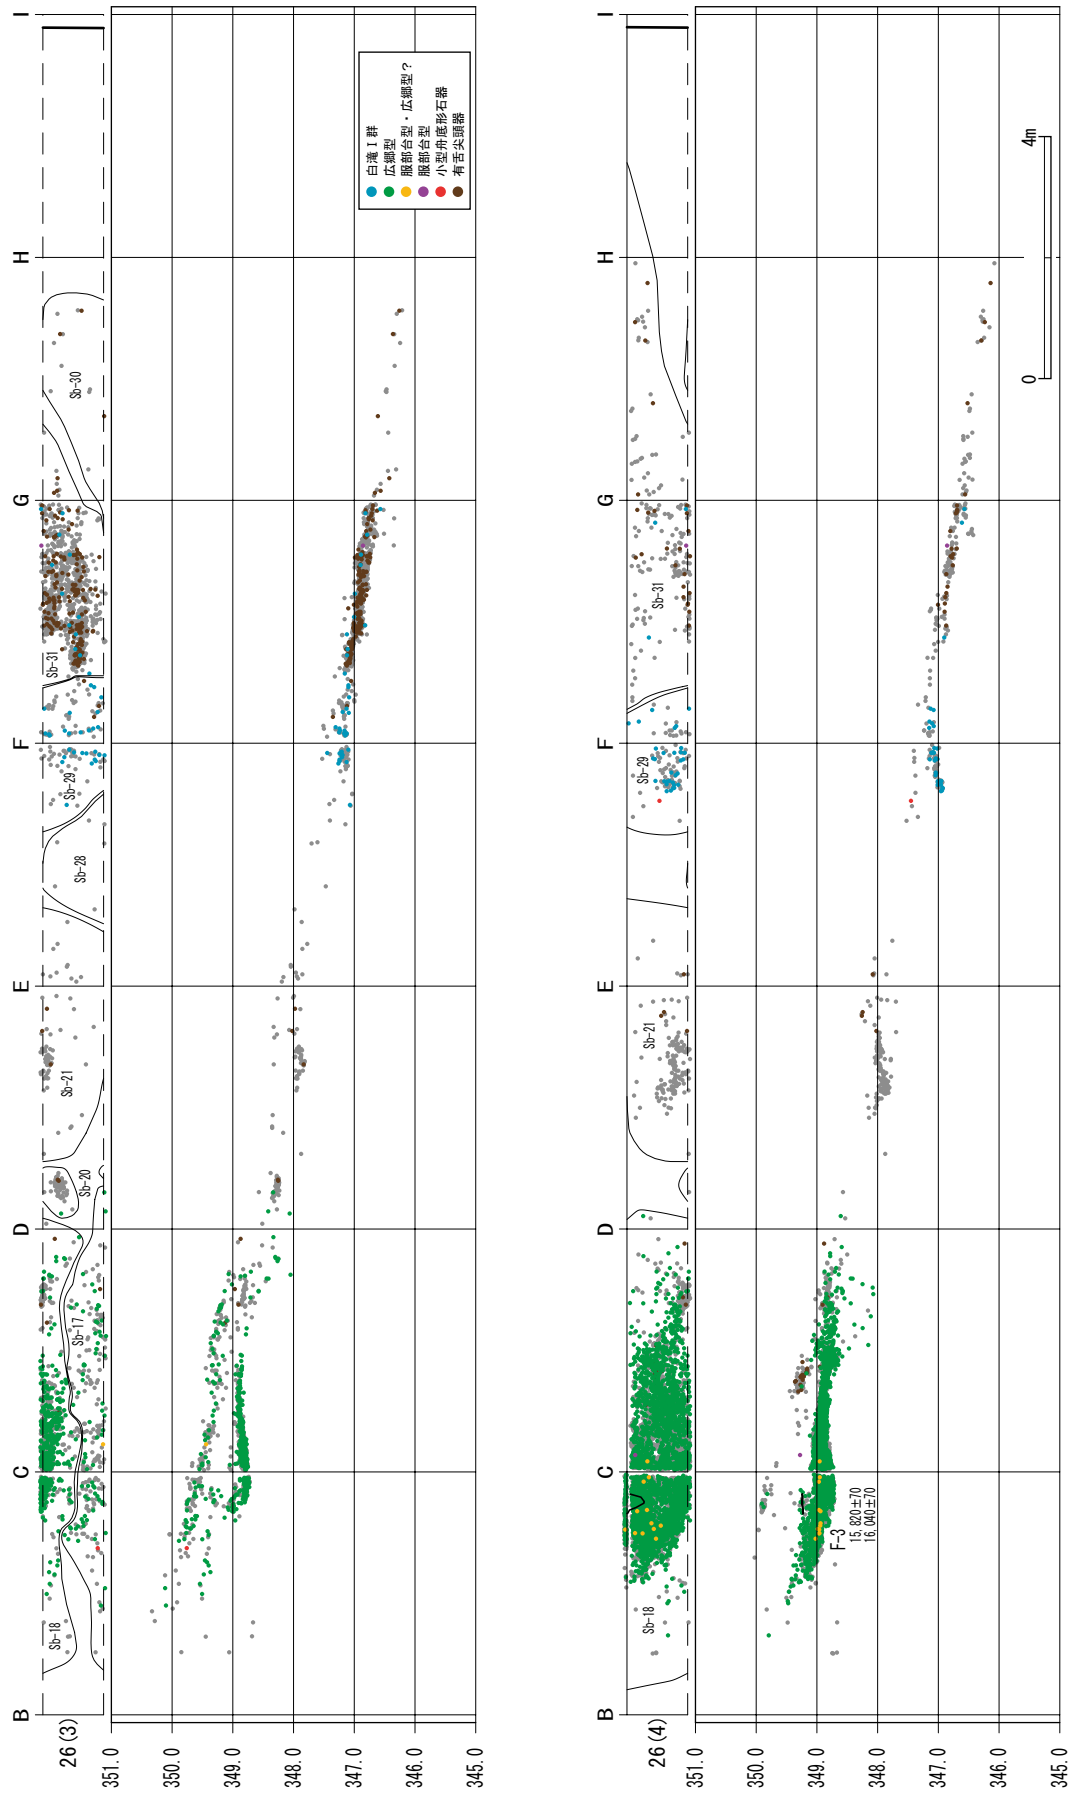 26(3)
B
C
D
E
F
G
H
I
Sb-18
Sb-17
Sb-20
Sb-21
Sb-28
Sb-29
Sb-31
Sb-30
351.0
350.0
349.0
348.0
347.0
346.0
345.0
白滝Ⅰ群
広郷型
服部台型・広郷型？
服部台型
小型舟底形石器
有舌尖頭器
26(4)
B
C
D
E
F
G
H
I
Sb-18
Sb-21
Sb-29
Sb-31
351.0
350.0
349.0
348.0
347.0
346.0
345.0
F-3
15,820±70
16,040±70
0
4m